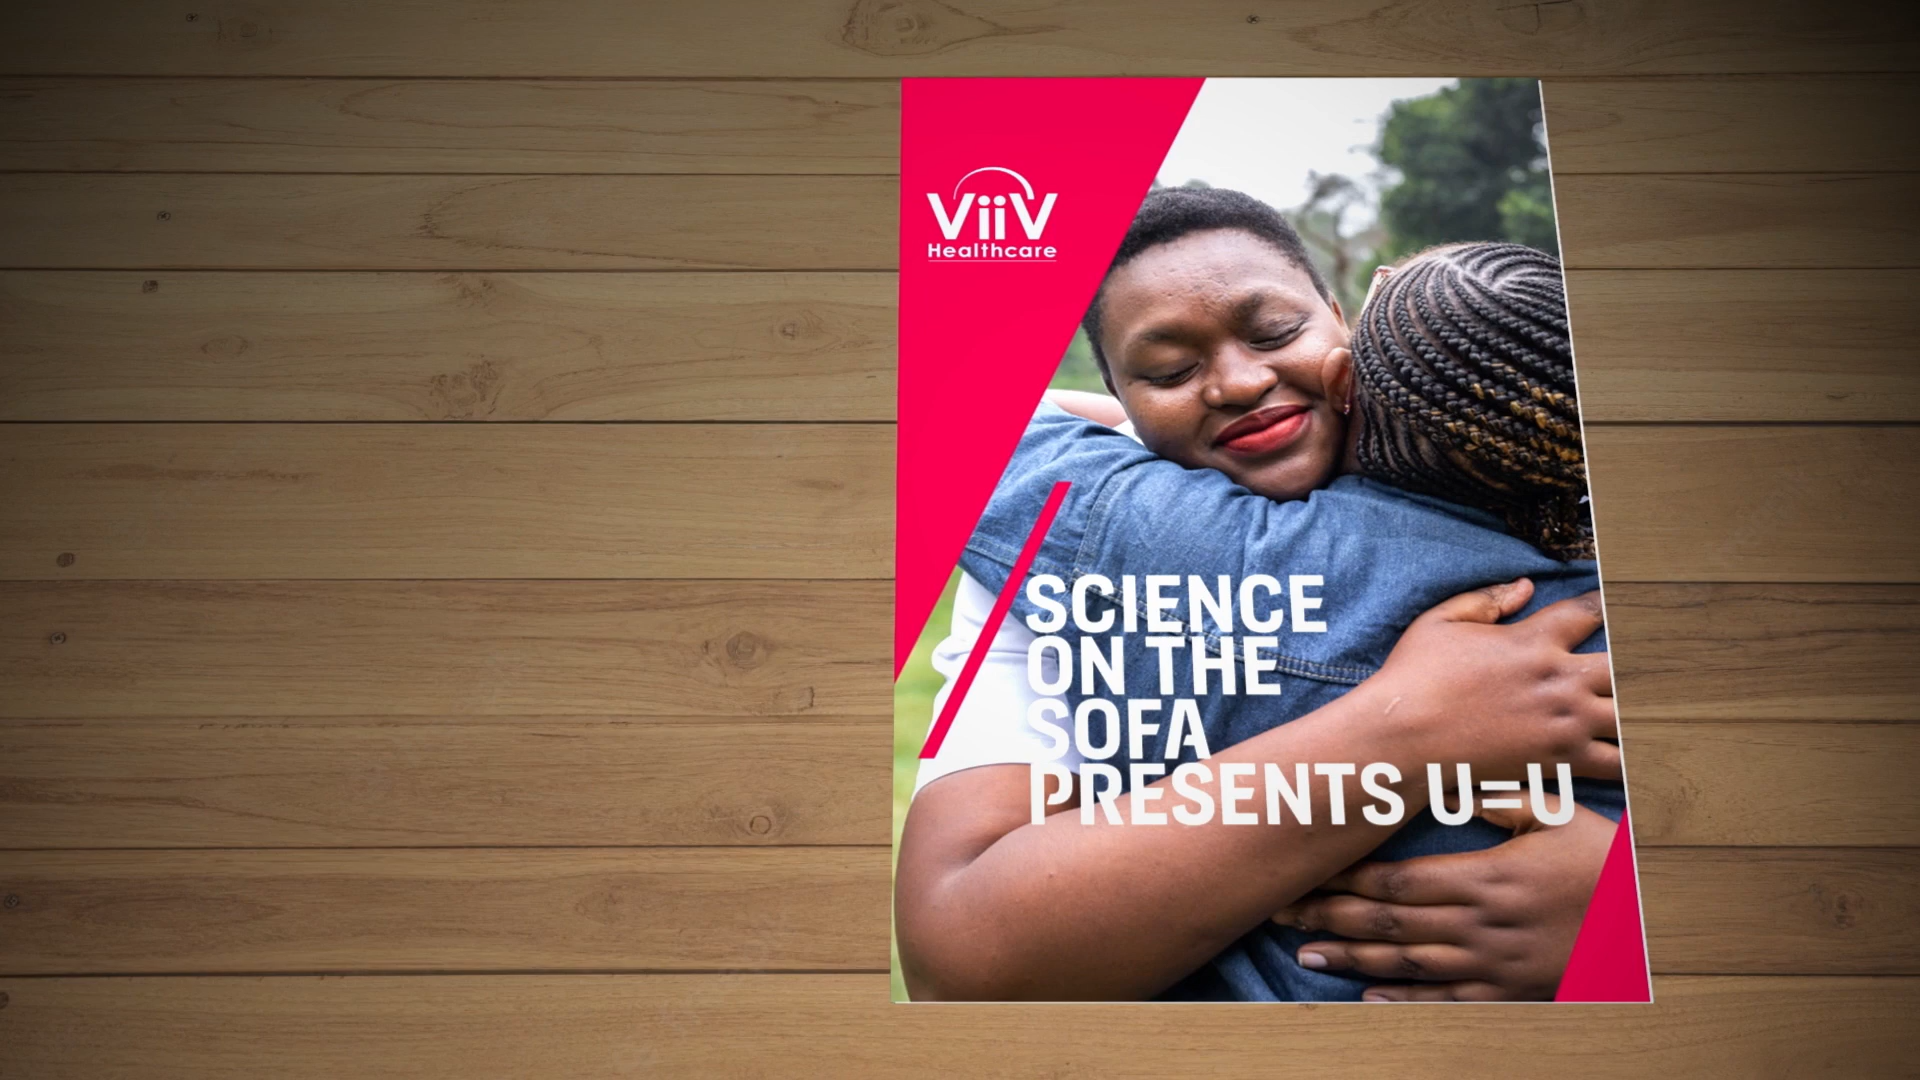 ViiV
Healthcare
SCIENCE
ON THE
SOFA
PRESENTS U=U